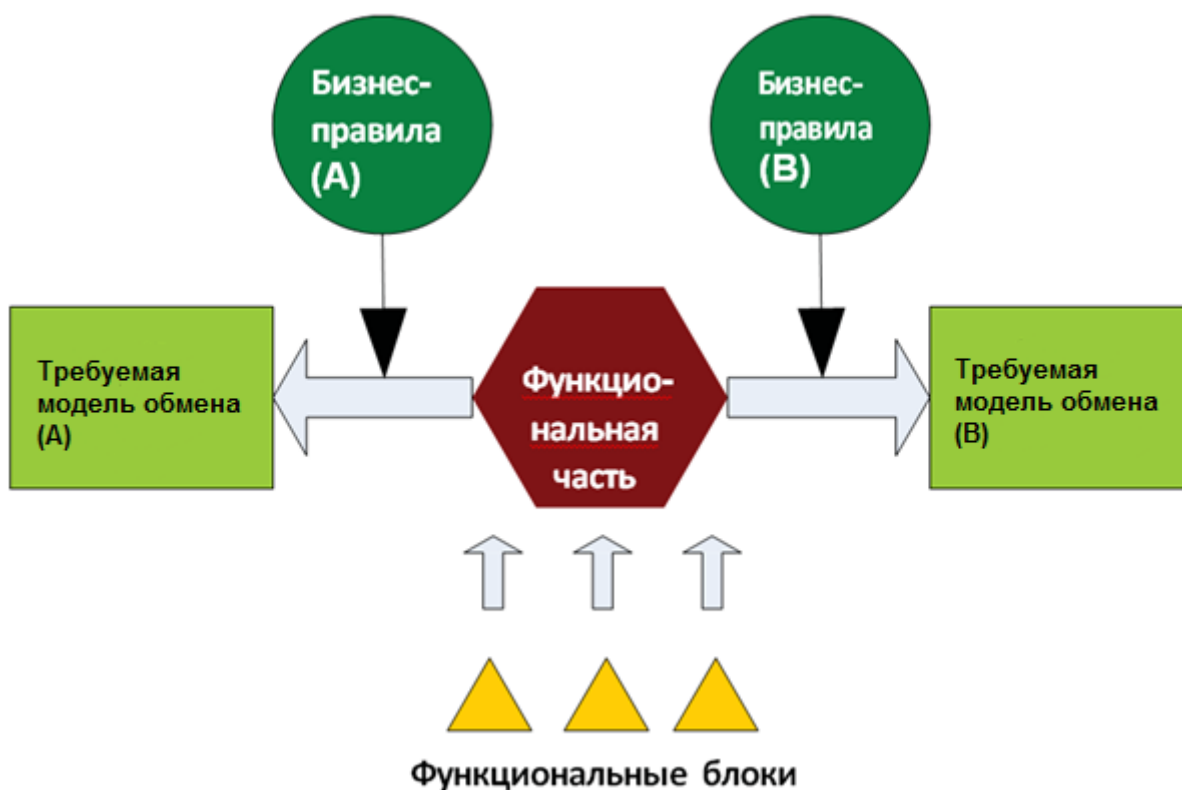 Бизнес-
правила
(А)
Бизнес-
правила
(В)
Требуемая
модель обмена
(А)
Функцио-
нальная
часть
Требуемая
модель обмена
(В)
Функциональные блоки